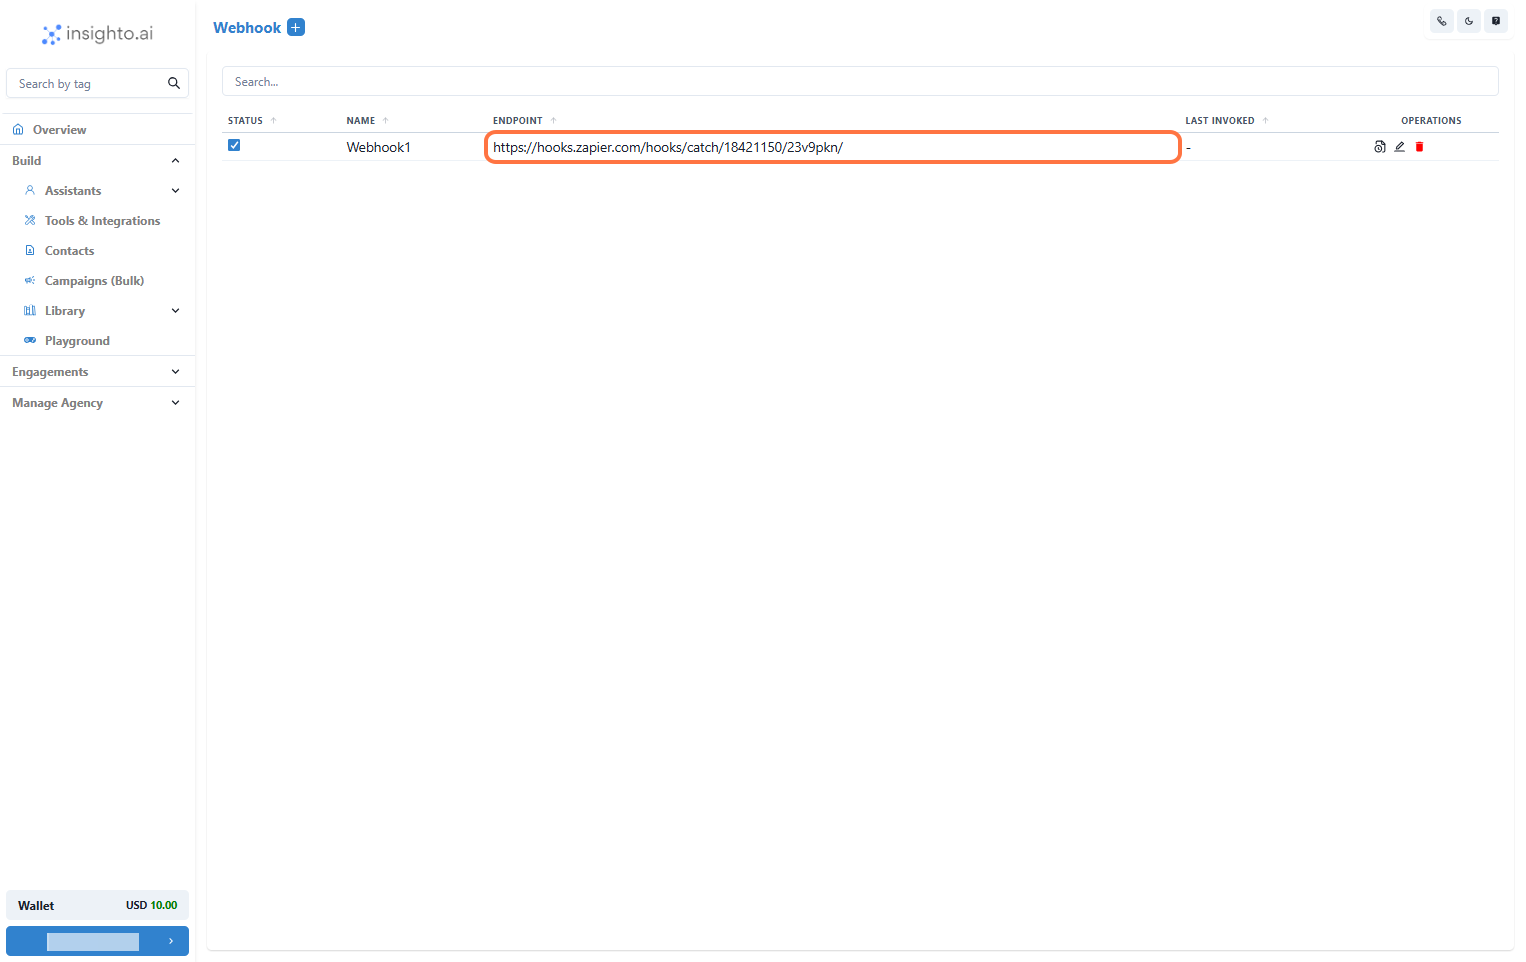 insighto.ai
Webhook
Search by tag
Search...
Overview
Build
Assistants
Tools & Integrations
Contacts
Campaigns (Bulk)
Library
Playground
Engagements
Manage Agency
STATUS NAME ENDPOINT LAST INVOKED OPERATIONS
Webhook1 https://hooks.zapier.com/hooks/catch/18421150/23v9pkn/ -
Wallet USD 10.00